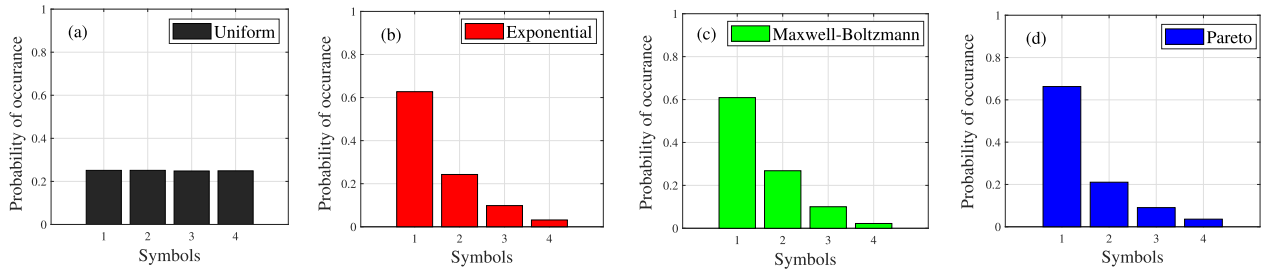 (a)
Uniform
Probability of occurance
1
0.8
0.6
0.4
0.2
0
1 2 3 4
Symbols
(b)
Exponential
Probability of occurance
1
0.8
0.6
0.4
0.2
0
1 2 3 4
Symbols
(c)
Maxwell-Boltzmann
Probability of occurance
1
0.8
0.6
0.4
0.2
0
1 2 3 4
Symbols
(d)
Pareto
Probability of occurance
1
0.8
0.6
0.4
0.2
0
1 2 3 4
Symbols